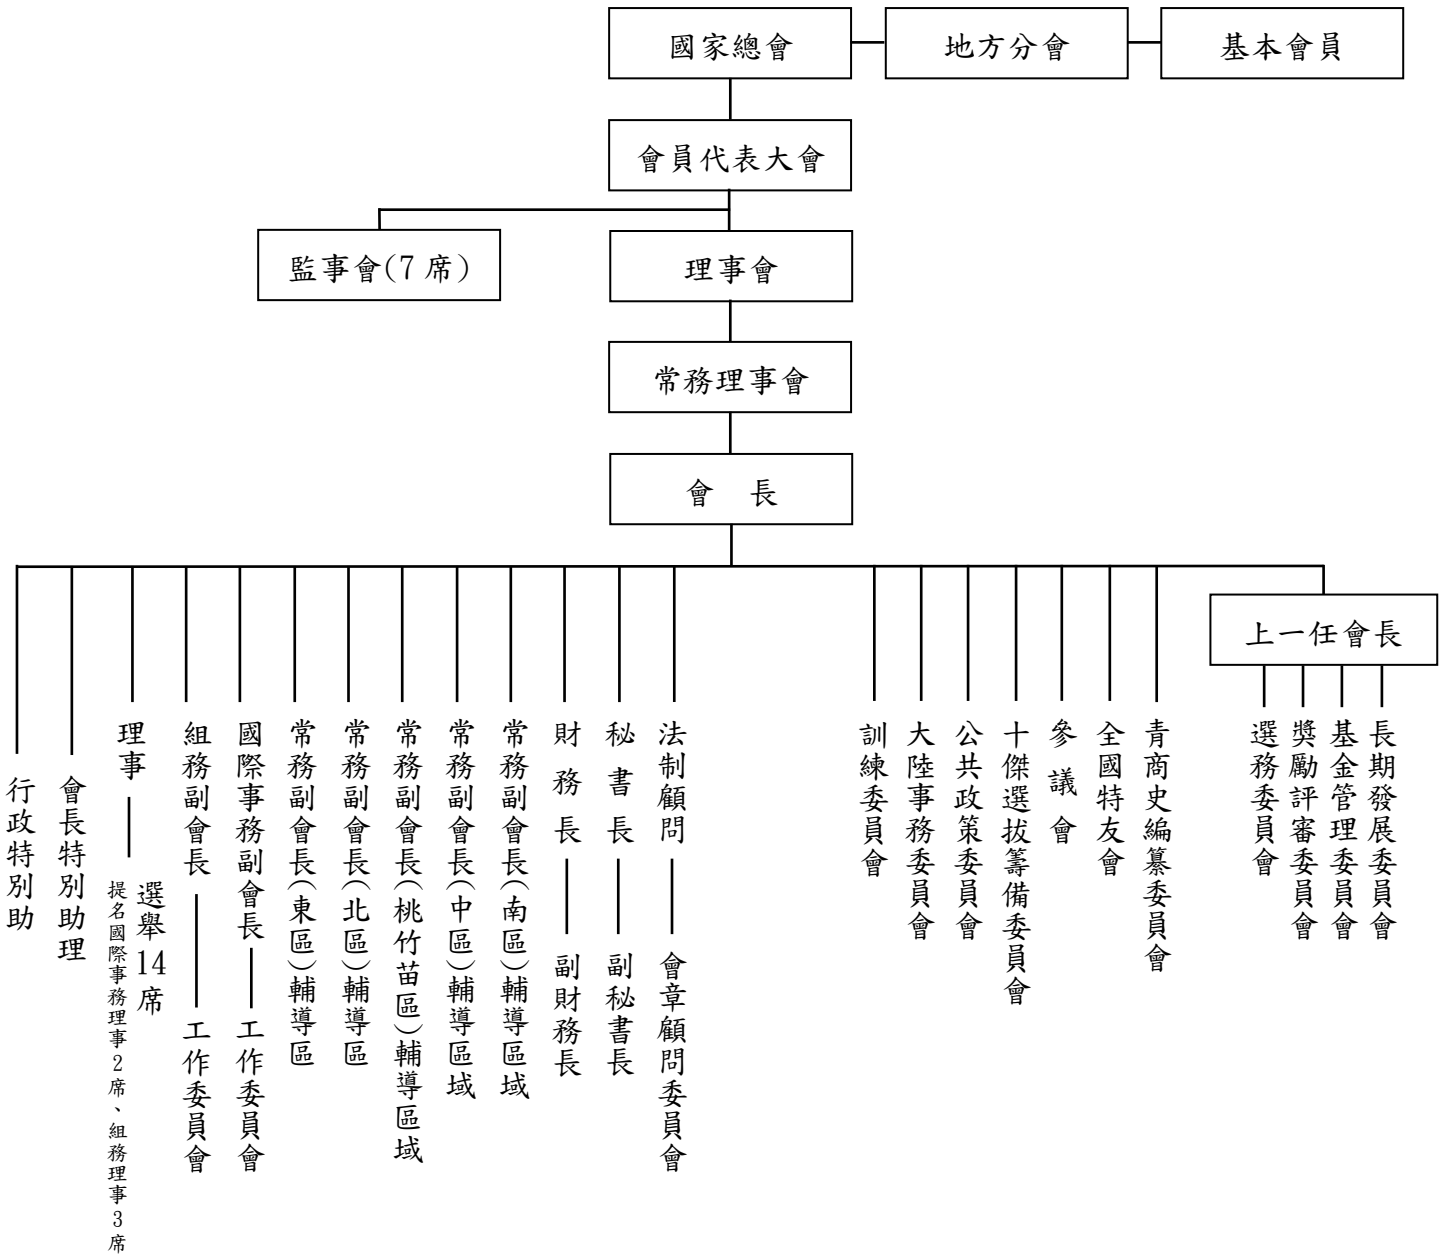 國家總會
地方分會
基本會員
會員代表大會
監事會(7席)
理事會
常務理事會
會 長
上一任會長
行政特別助
會長特別助理
理事
選舉14席
提名國際事務理事2席、組務理事3席
組務副會長
工作委員會
國際事務副會長
工作委員會
常務副會長(東區)輔導區
常務副會長(北區)輔導區
常務副會長(桃竹苗區)輔導區域
常務副會長(中區)輔導區域
常務副會長(南區)輔導區域
財務長
副財務長
秘書長
副秘書長
法制顧問
會章顧問委員會
訓練委員會
大陸事務委員會
公共政策委員會
十傑選拔籌備委員會
參議會
全國特友會
青商史編纂委員會
選務委員會
獎勵評審委員會
基金管理委員會
長期發展委員會